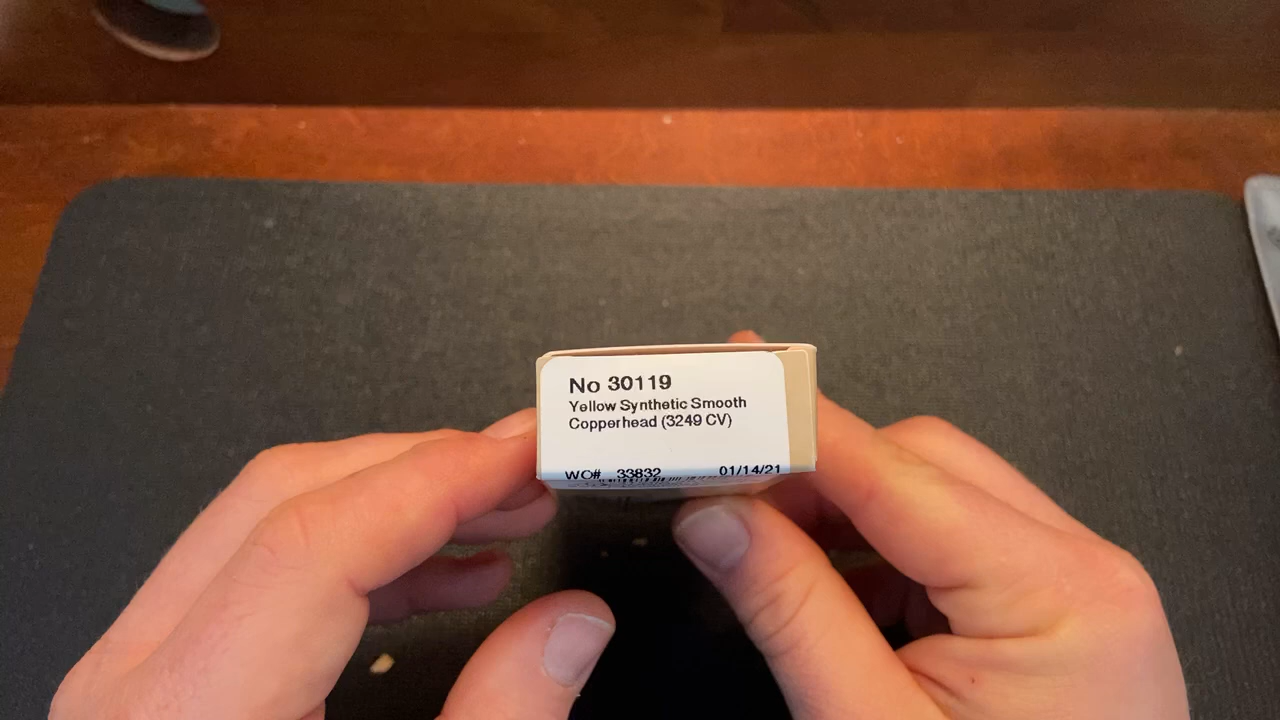 No 30119
Yellow Synthetic Smooth
Copperhead (3249 CV)
WO# 33832 01/14/21